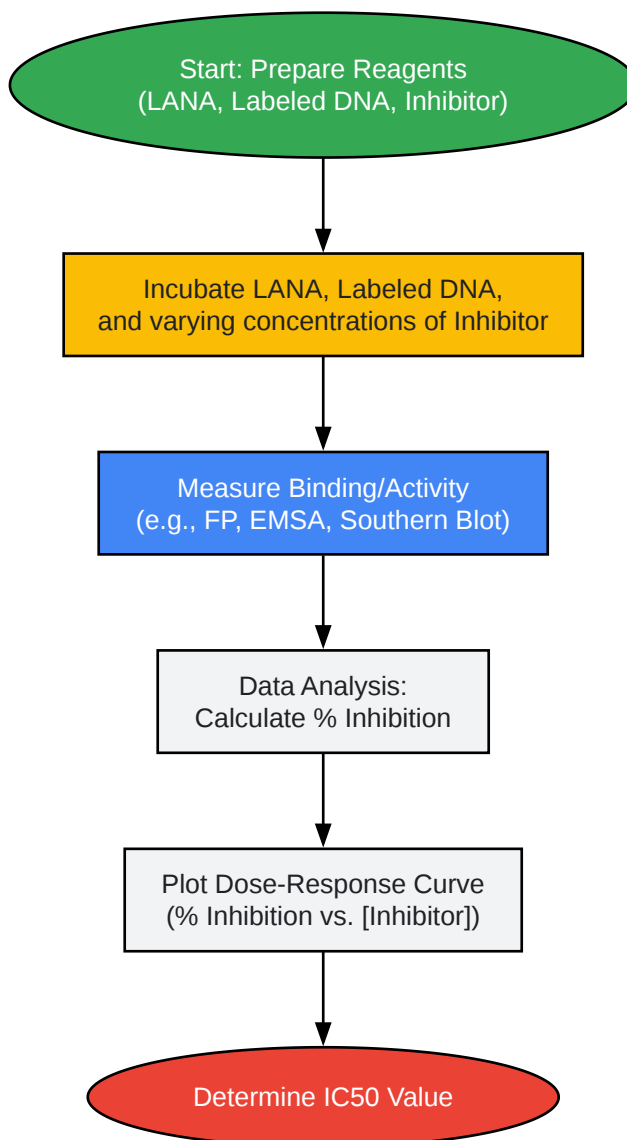 Start: Prepare Reagents
(LANA, Labeled DNA, Inhibitor)
Incubate LANA, Labeled DNA,
and varying concentrations of Inhibitor
Measure Binding/Activity
(e.g., FP, EMSA, Southern Blot)
Data Analysis:
Calculate % Inhibition
Plot Dose-Response Curve
(% Inhibition vs. [Inhibitor])
Determine IC50 Value